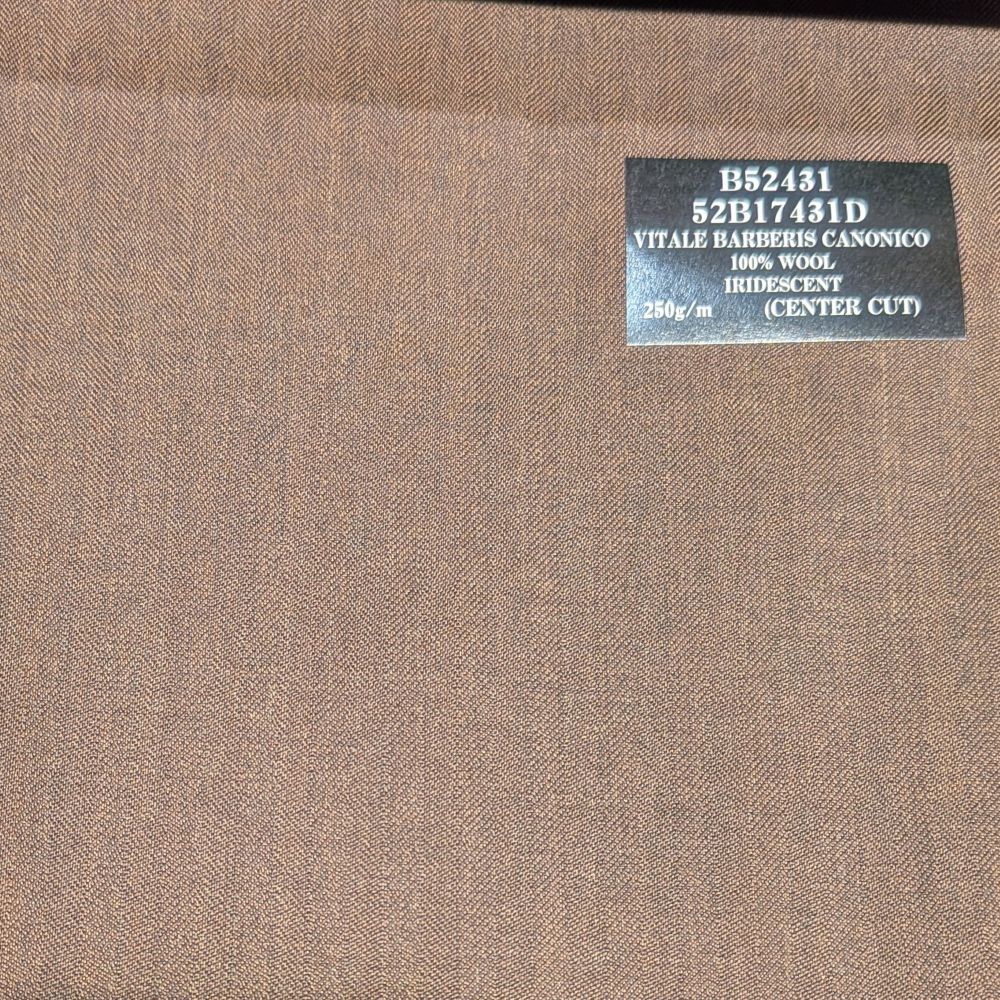 B52431
52B17431D
VITALE BARBERIS CANONICO
100% WOOL
IRIDESCENT
250g/m (CENTER CUT)